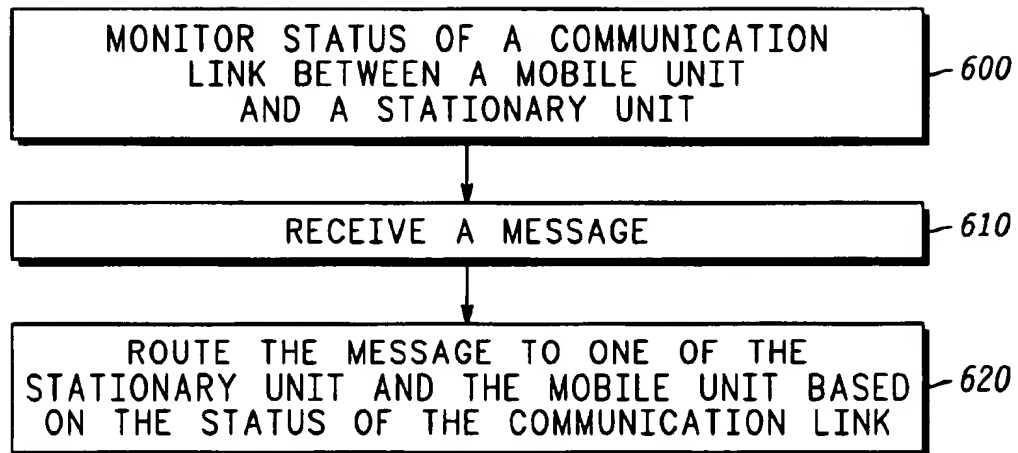 MONITOR STATUS OF A COMMUNICATION
LINK BETWEEN A MOBILE UNIT
AND A STATIONARY UNIT
600
RECEIVE A MESSAGE
610
ROUTE THE MESSAGE TO ONE OF THE
STATIONARY UNIT AND THE MOBILE UNIT BASED
ON THE STATUS OF THE COMMUNICATION LINK
620